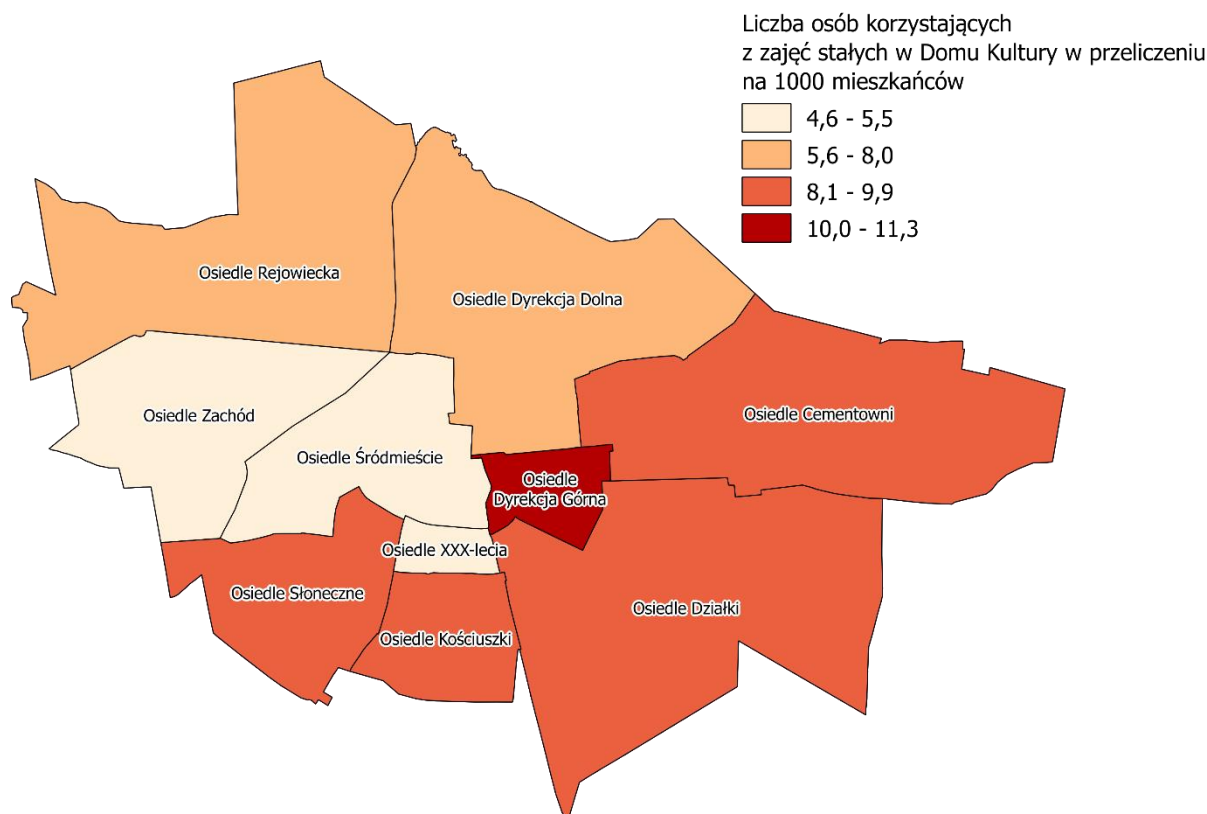 Liczba osób korzystających
z zajęć stałych w Domu Kultury w przeliczeniu
na 1000 mieszkańców
4,6 - 5,5
5,6 - 8,0
8,1 - 9,9
10,0 - 11,3
Osiedle Rejowiecka
Osiedle Dyrekcja Dolna
Osiedle Zachód
Osiedle Cementowni
Osiedle Śródmieście
Osiedle
Dyrekcja Górna
Osiedle XXX-lecia
Osiedle Słoneczne
Osiedle Działki
Osiedle Kościuszki